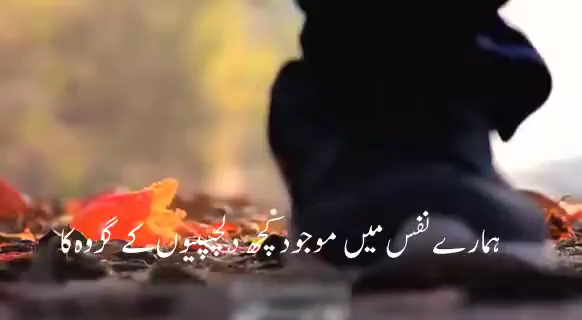 ہمارے نفس میں موجود کچھ دلچسپیوں کے گروہ کا